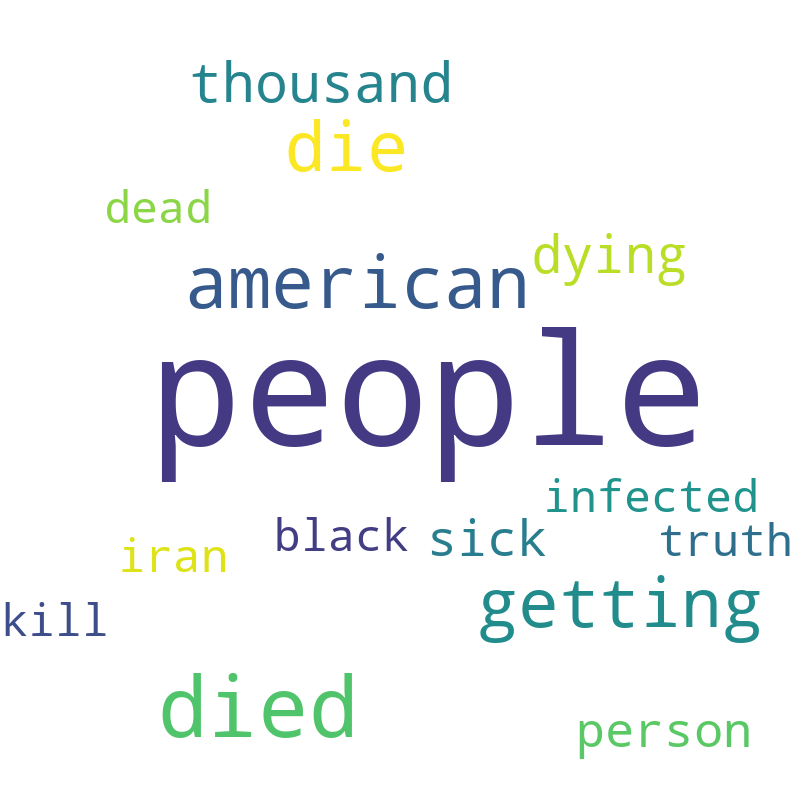 thousand
die
dead
dying
american
people
infected
black
sick
truth
iran
getting
kill
died
person